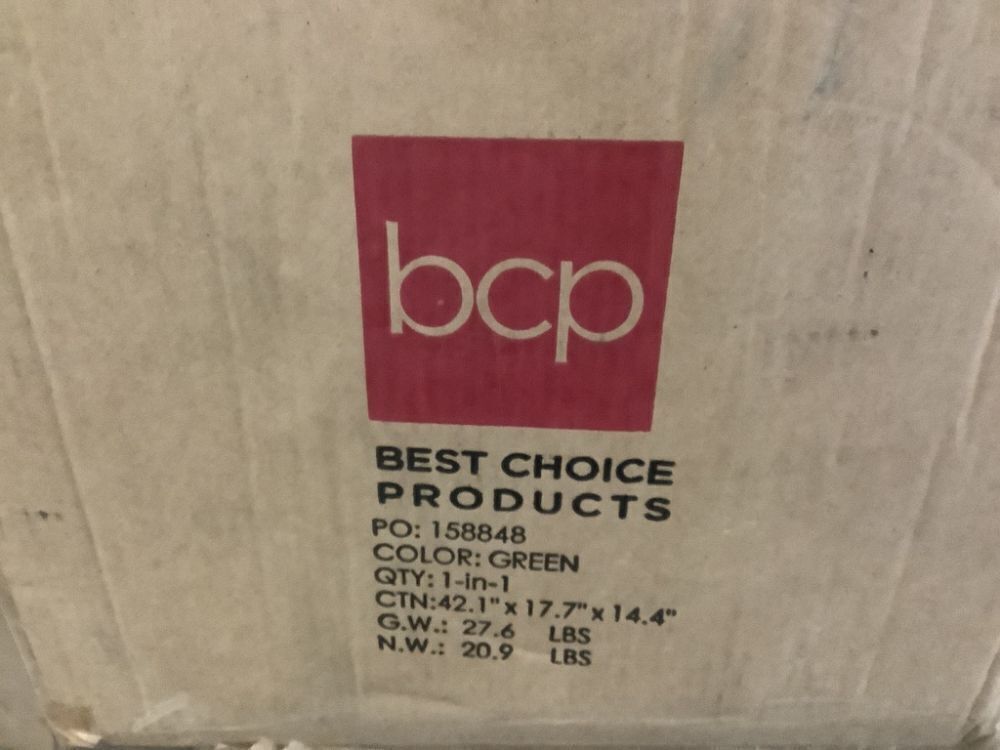 bcp
BEST CHOICE
PRODUCTS
PO: 158848
COLOR: GREEN
QTY: 1-in-1
CTN:42.1" x 17.7" x 14.4"
G.W.: 27.6 LBS
N.W.: 20.9 LBS